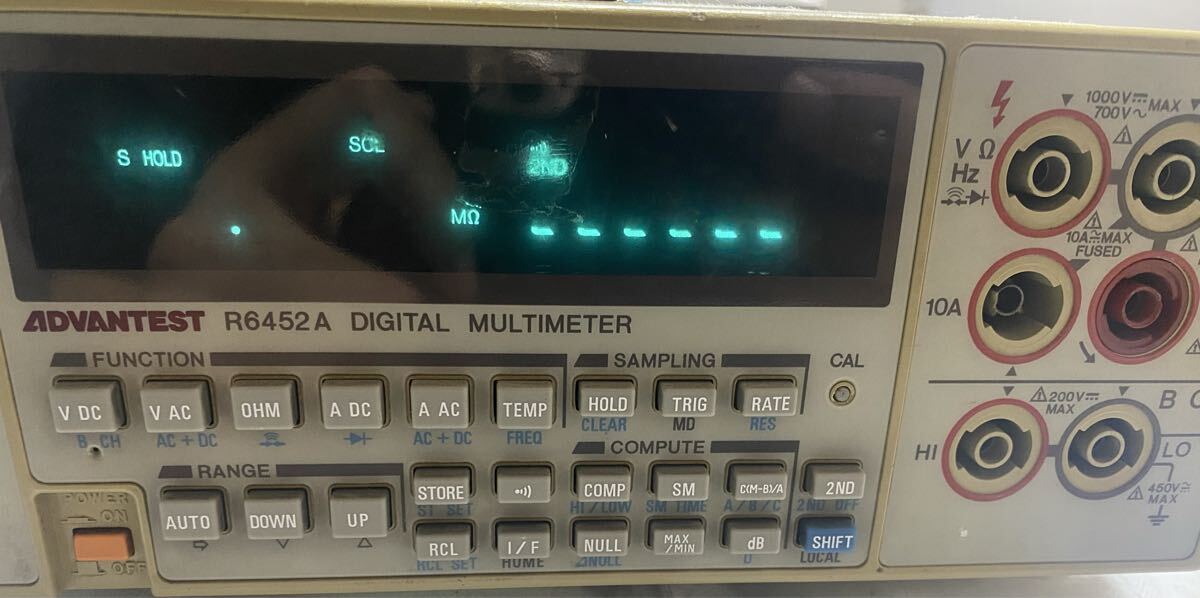 S HOLD SCL 2ND
MΩ
. ------
ADVANTEST R6452A DIGITAL MULTIMETER
FUNCTION SAMPLING CAL
V DC V AC OHM A DC A AC TEMP HOLD TRIG RATE
B. CH AC + DC AC + DC FREQ CLEAR MD RES
RANGE COMPUTE
STORE COMP SM C(M-B)/A 2ND
ST SET HI/LOW SM TIME A/B/C 2ND OFF
AUTO DOWN UP
RCL I/F NULL MAX/MIN dB SHIFT
RCL SET HOME ⊿NULL D LOCAL
POWER
ON
OFF
1000V
700V~ MAX
V Ω
Hz
10A MAX
FUSED
10A
200V
MAX
B C
HI LO
450V
MAX